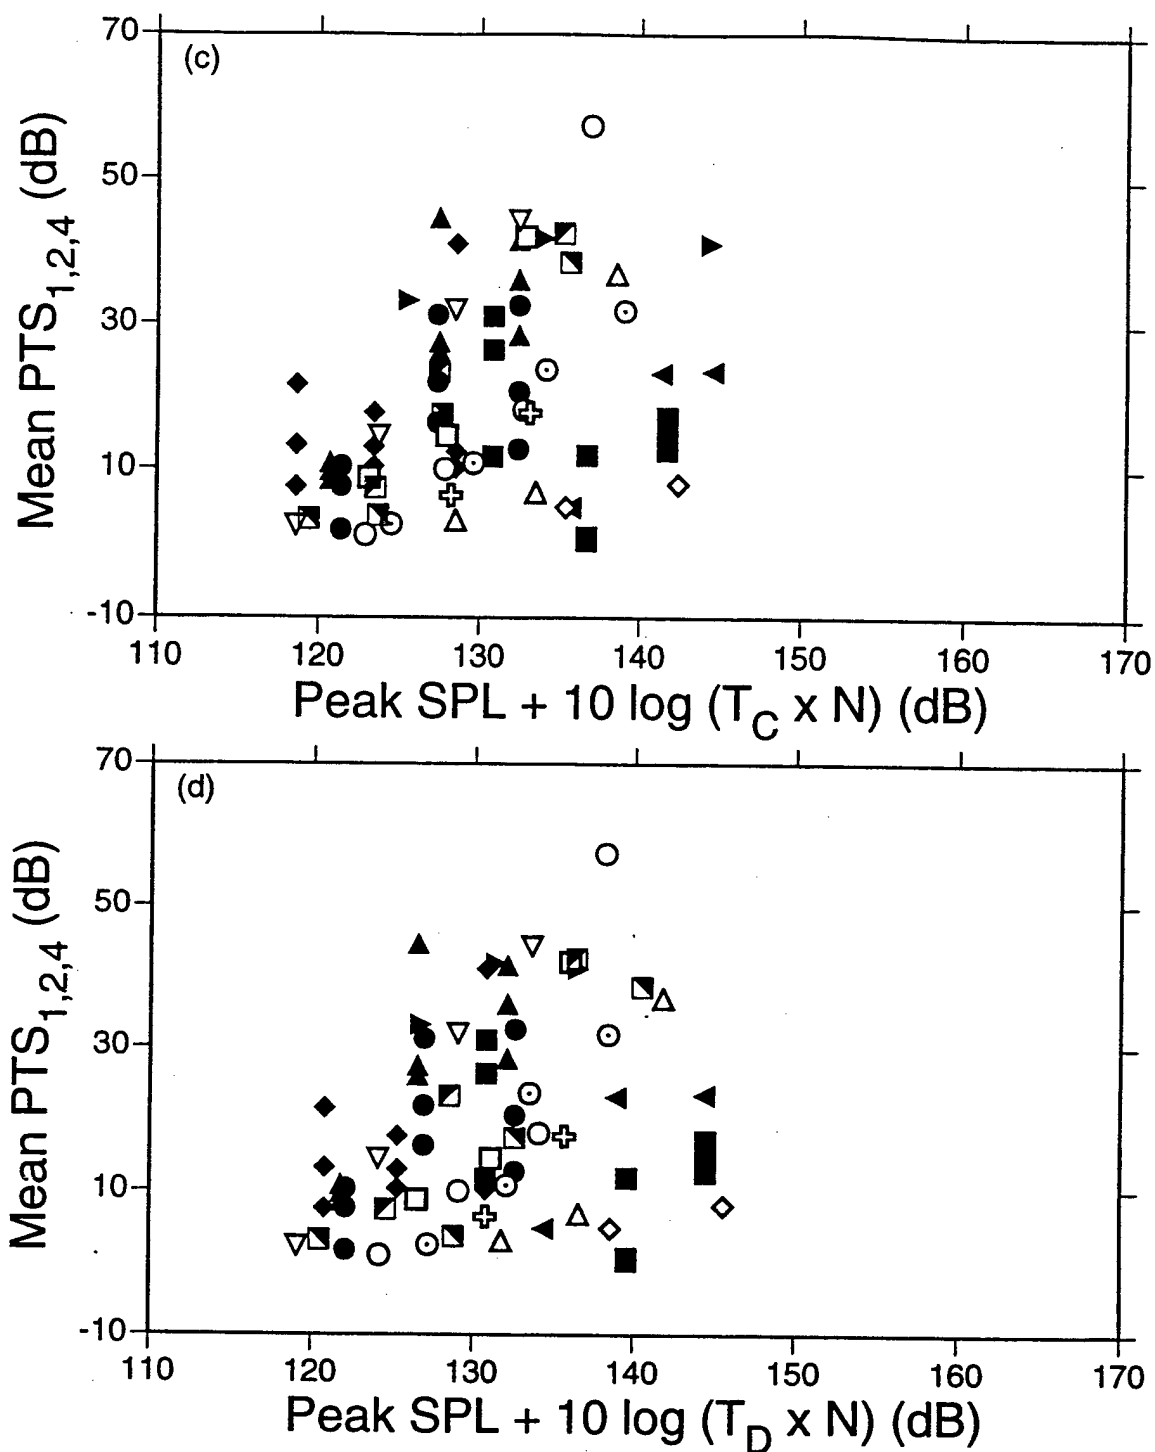 (c)
70
50
30
10
-10
Mean PTS1,2,4 (dB)
110 120 130 140 150 160 170
Peak SPL + 10 log (TC x N) (dB)
(d)
70
50
30
10
-10
Mean PTS1,2,4 (dB)
110 120 130 140 150 160 170
Peak SPL + 10 log (TD x N) (dB)